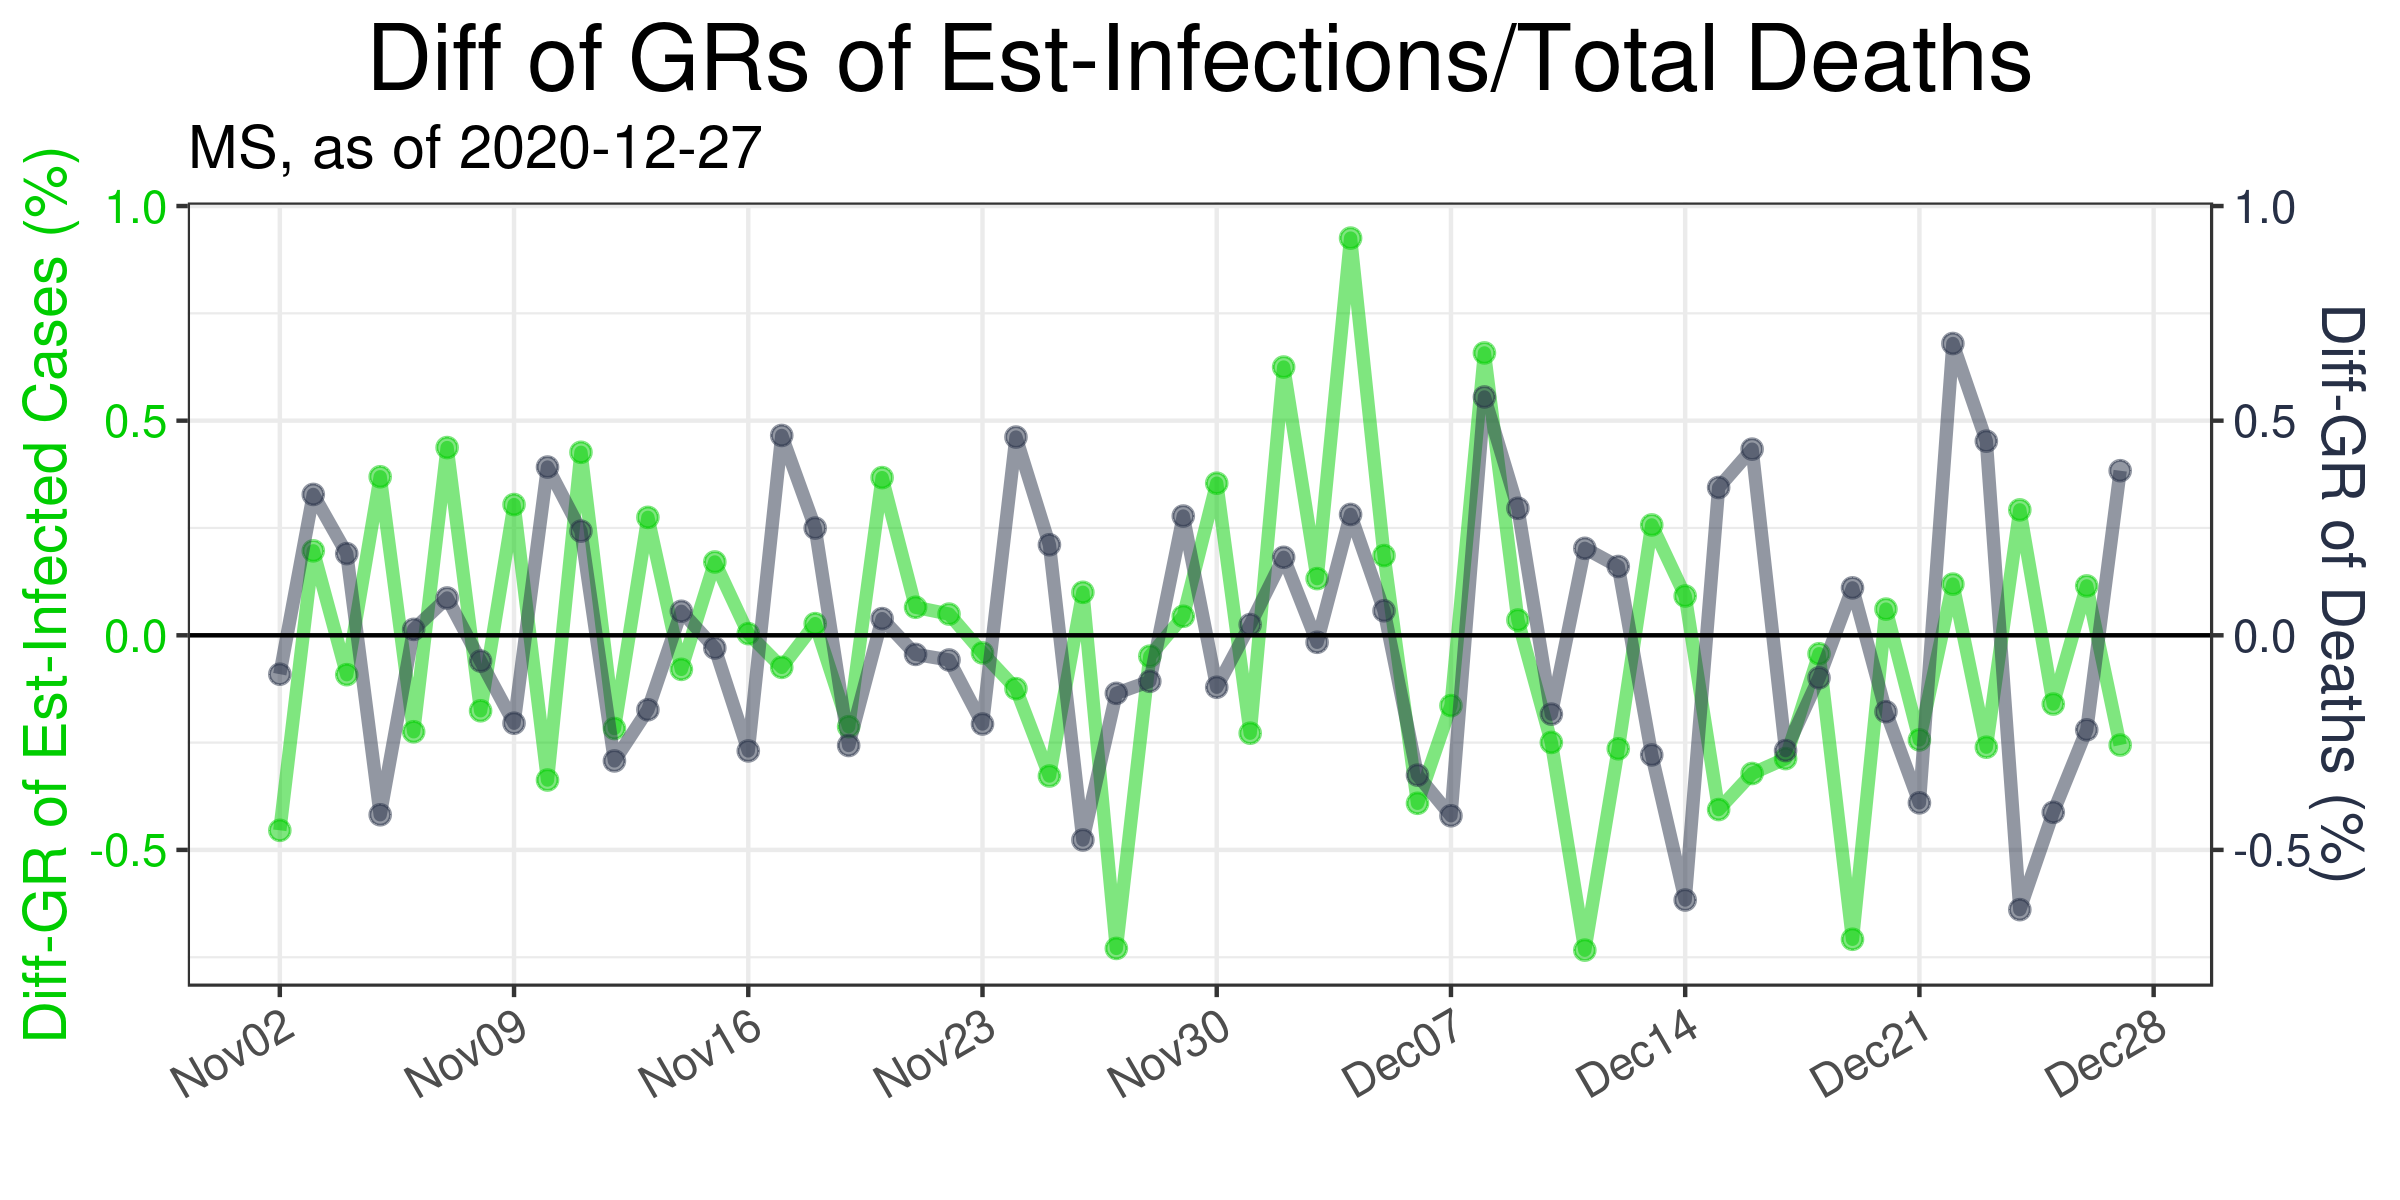 Diff of GRs of Est-Infections/Total Deaths
MS, as of 2020-12-27
Diff-GR of Est-Infected Cases (%)
1.0
0.5
0.0
-0.5
1.0
0.5
0.0
-0.5
Diff-GR of Deaths (%)
Nov02 Nov09 Nov16 Nov23 Nov30 Dec07 Dec14 Dec21 Dec28